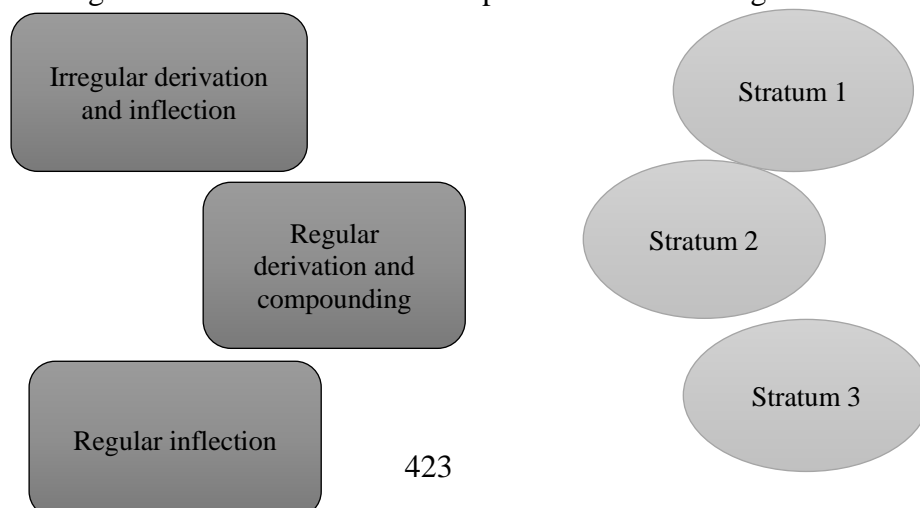 Irregular derivation
and inflection
Stratum 1
Regular
derivation and
compounding
Stratum 2
Regular inflection
Stratum 3
423